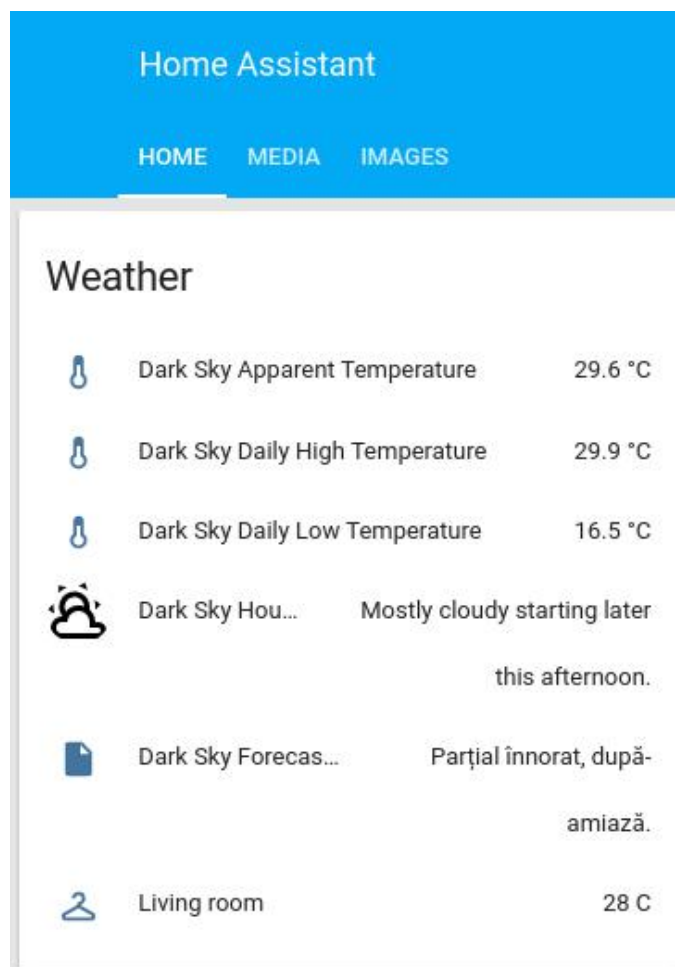 Home Assistant
HOME MEDIA IMAGES
Weather
Dark Sky Apparent Temperature 29.6 °C
Dark Sky Daily High Temperature 29.9 °C
Dark Sky Daily Low Temperature 16.5 °C
Dark Sky Hou... Mostly cloudy starting later
this afternoon.
Dark Sky Forecas... Parțial înnorat, după-
amiază.
Living room 28 C